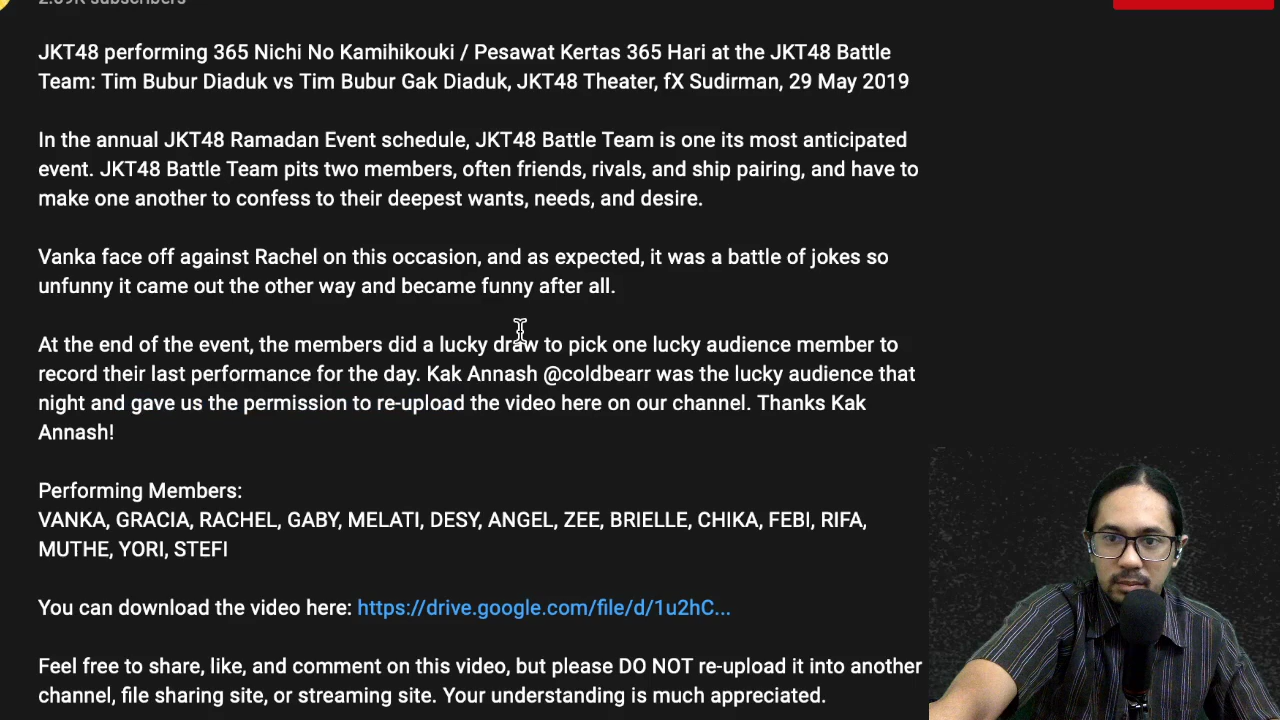 2.69K subscribers
JKT48 performing 365 Nichi No Kamihikouki / Pesawat Kertas 365 Hari at the JKT48 Battle
Team: Tim Bubur Diaduk vs Tim Bubur Gak Diaduk, JKT48 Theater, fX Sudirman, 29 May 2019
In the annual JKT48 Ramadan Event schedule, JKT48 Battle Team is one its most anticipated
event. JKT48 Battle Team pits two members, often friends, rivals, and ship pairing, and have to
make one another to confess to their deepest wants, needs, and desire.
Vanka face off against Rachel on this occasion, and as expected, it was a battle of jokes so
unfunny it came out the other way and became funny after all.
At the end of the event, the members did a lucky draw to pick one lucky audience member to
record their last performance for the day. Kak Annash @coldbearr was the lucky audience that
night and gave us the permission to re-upload the video here on our channel. Thanks Kak
Annash!
Performing Members:
VANKA, GRACIA, RACHEL, GABY, MELATI, DESY, ANGEL, ZEE, BRIELLE, CHIKA, FEBI, RIFA,
MUTHE, YORI, STEFI
You can download the video here: https://drive.google.com/file/d/1u2hC...
Feel free to share, like, and comment on this video, but please DO NOT re-upload it into another
channel, file sharing site, or streaming site. Your understanding is much appreciated.